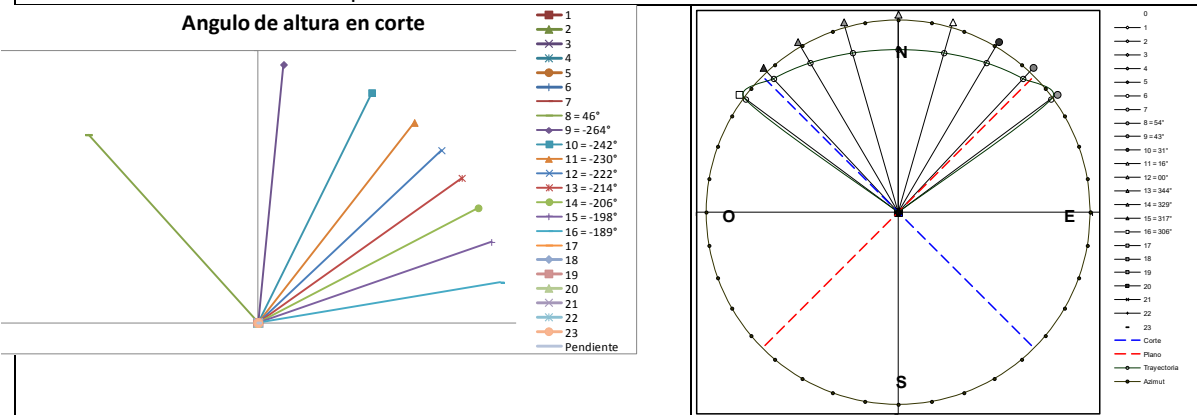 Angulo de altura en corte
1
2
3
4
5
6
7
8 = 46°
9 = -264°
10 = -242°
11 = -230°
12 = -222°
13 = -214°
14 = -206°
15 = -198°
16 = -189°
17
18
19
20
21
22
23
Pendiente
N
O
E
S
0
1
2
3
4
5
6
7
8 = 54°
9 = 43°
10 = 31°
11 = 16°
12 = 00°
13 = 344°
14 = 329°
15 = 317°
16 = 306°
17
18
19
20
21
22
23
Corte
Plano
Trayectoria
Azimut